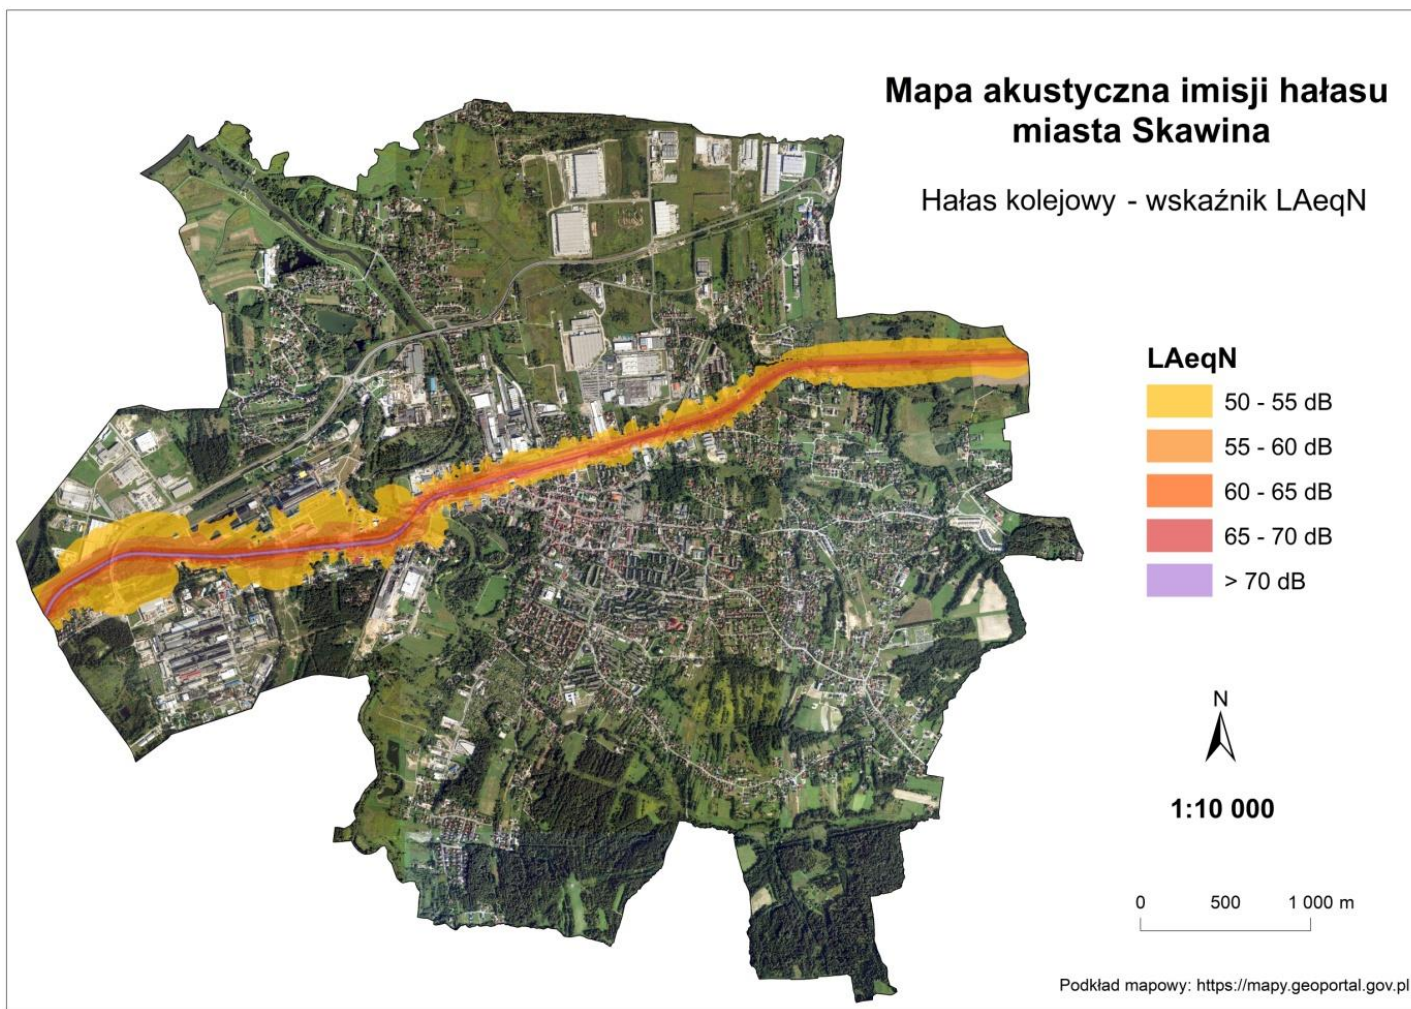 Mapa akustyczna imisji hałasu
miasta Skawina
Hałas kolejowy - wskaźnik LAeqN
LAeqN
50 - 55 dB
55 - 60 dB
60 - 65 dB
65 - 70 dB
> 70 dB
N
1:10 000
0 500 1 000 m
Podkład mapowy: https://mapy.geoportal.gov.pl